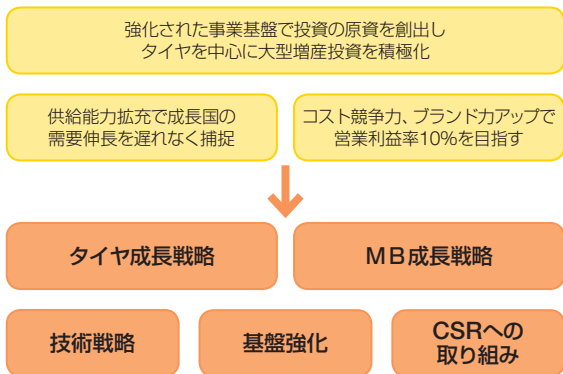 強化された事業基盤で投資の原資を創出し
タイヤを中心に大型増産投資を積極化
供給能力拡充で成長国の
需要伸長を遅れなく捕捉
コスト競争力、ブランド力アップで
営業利益率10%を目指す
タイヤ成長戦略
MB成長戦略
技術戦略
基盤強化
CSRへの
取り組み